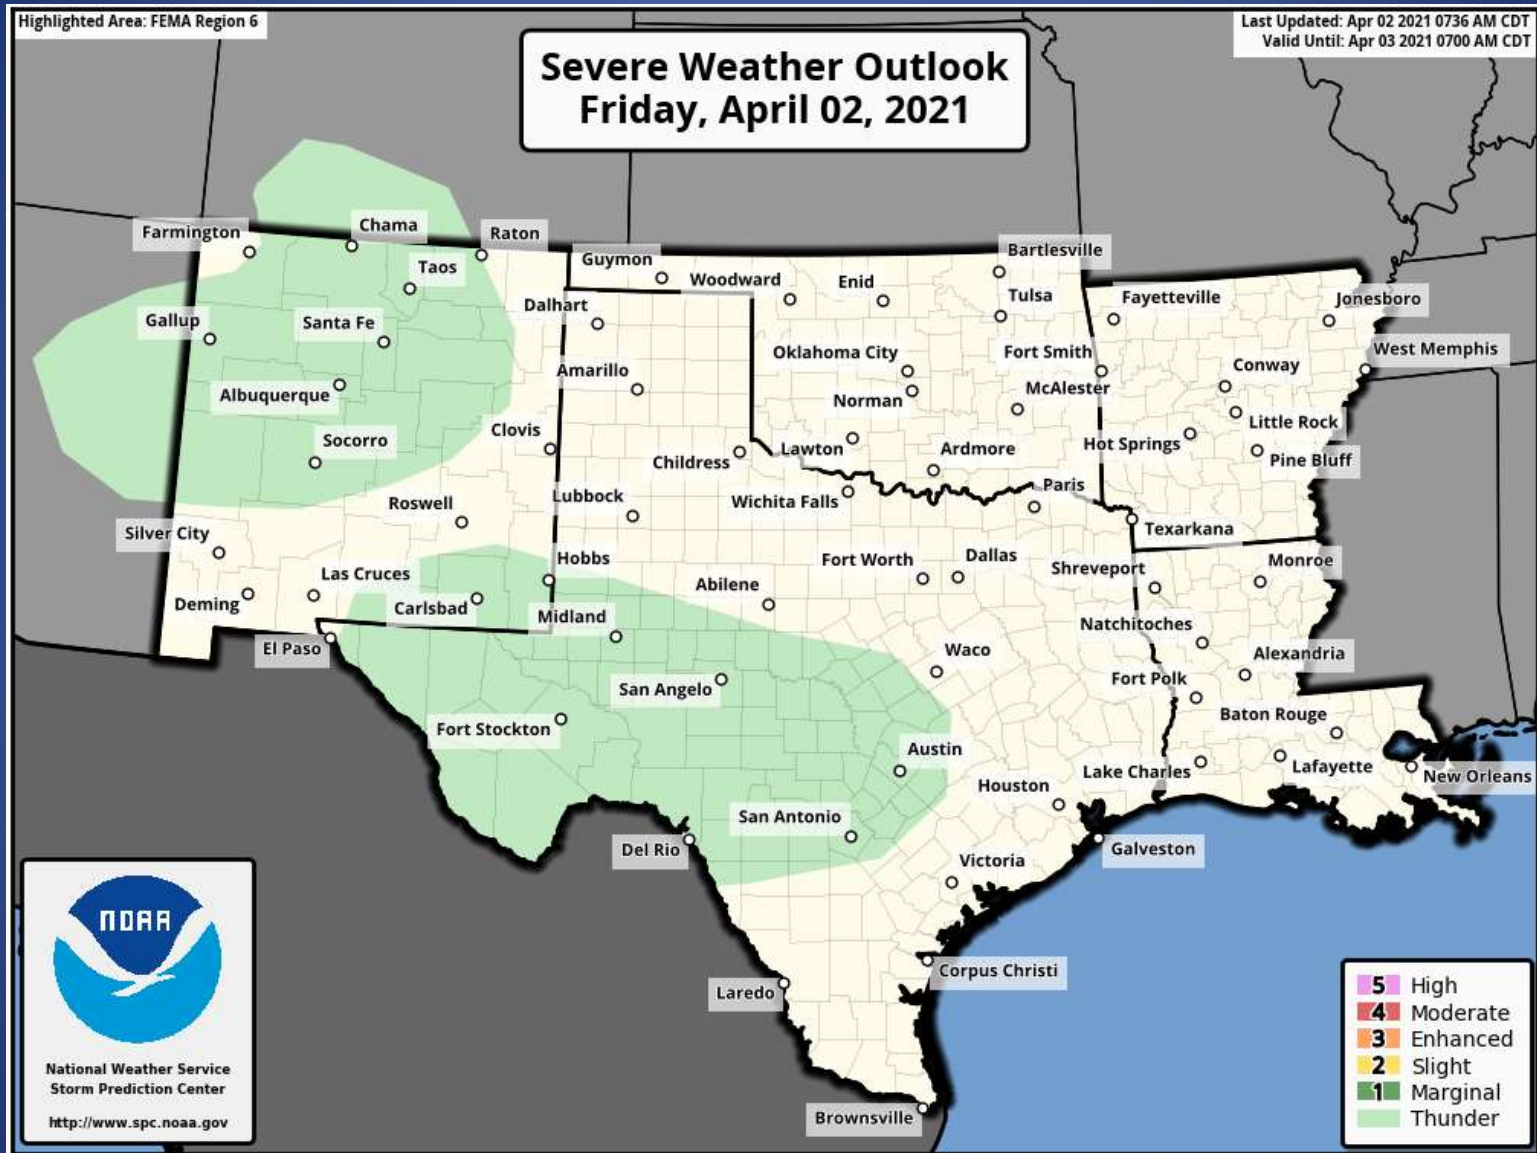 Highlighted Area: FEMA Region 6
Last Updated: Apr 02 2021 0736 AM CDT
Valid Until: Apr 03 2021 0700 AM CDT
Severe Weather Outlook
Friday, April 02, 2021
Farmington
Chama
Raton
Guymon
Bartlesville
Taos
Woodward
Enid
Tulsa
Fayetteville
Jonesboro
Gallup
Santa Fe
Dalhart
Oklahoma City
Fort Smith
West Memphis
Albuquerque
Amarillo
Norman
McAlester
Conway
Little Rock
Socorro
Clovis
Childress
Lawton
Ardmore
Hot Springs
Pine Bluff
Silver City
Roswell
Lubbock
Wichita Falls
Paris
Texarkana
Deming
Las Cruces
Carlsbad
Hobbs
Midland
Abilene
Fort Worth
Dallas
Shreveport
Monroe
El Paso
San Angelo
Waco
Natchitoches
Alexandria
Fort Polk
Fort Stockton
Austin
Baton Rouge
Houston
Lake Charles
Lafayette
New Orleans
Del Rio
San Antonio
Victoria
Galveston
Laredo
Corpus Christi
Brownsville
NOAA
National Weather Service
Storm Prediction Center
http://www.spc.noaa.gov
5 High
4 Moderate
3 Enhanced
2 Slight
1 Marginal
Thunder